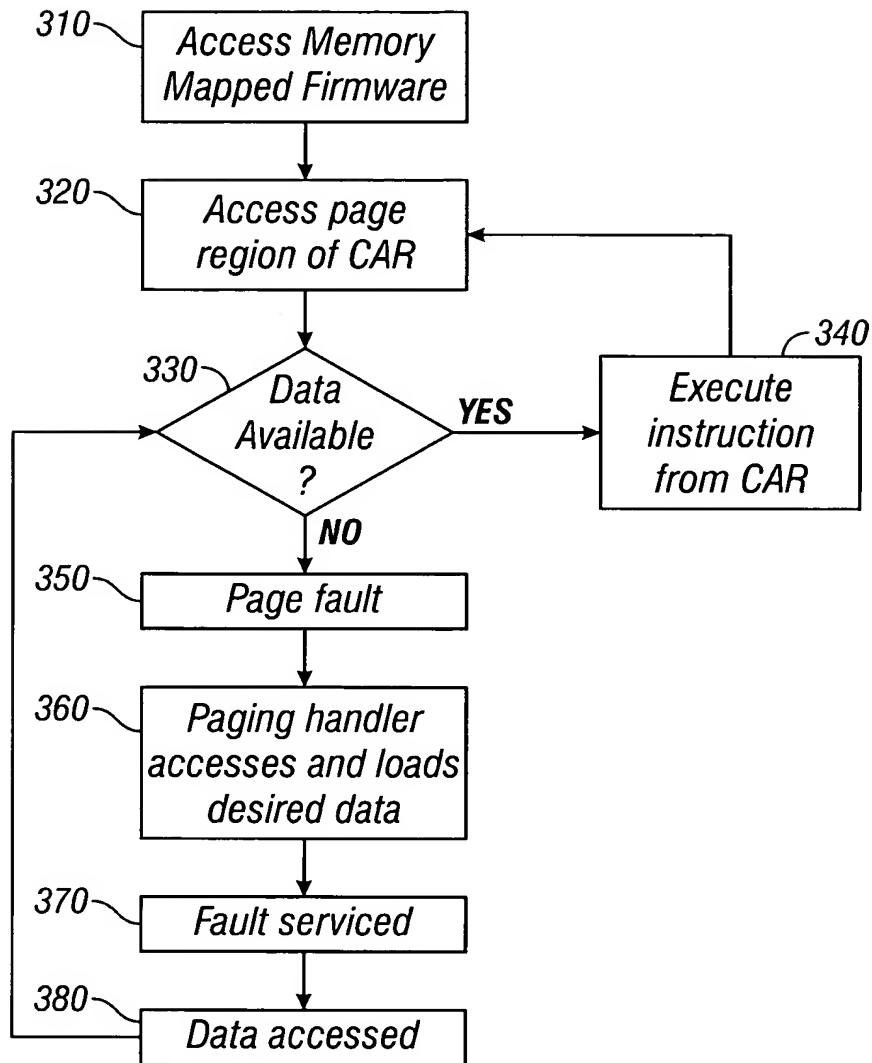 310
Access Memory
Mapped Firmware
320
Access page
region of CAR
330
Data
Available
?
YES
340
Execute
instruction
from CAR
NO
350
Page fault
360
Paging handler
accesses and loads
desired data
370
Fault serviced
380
Data accessed